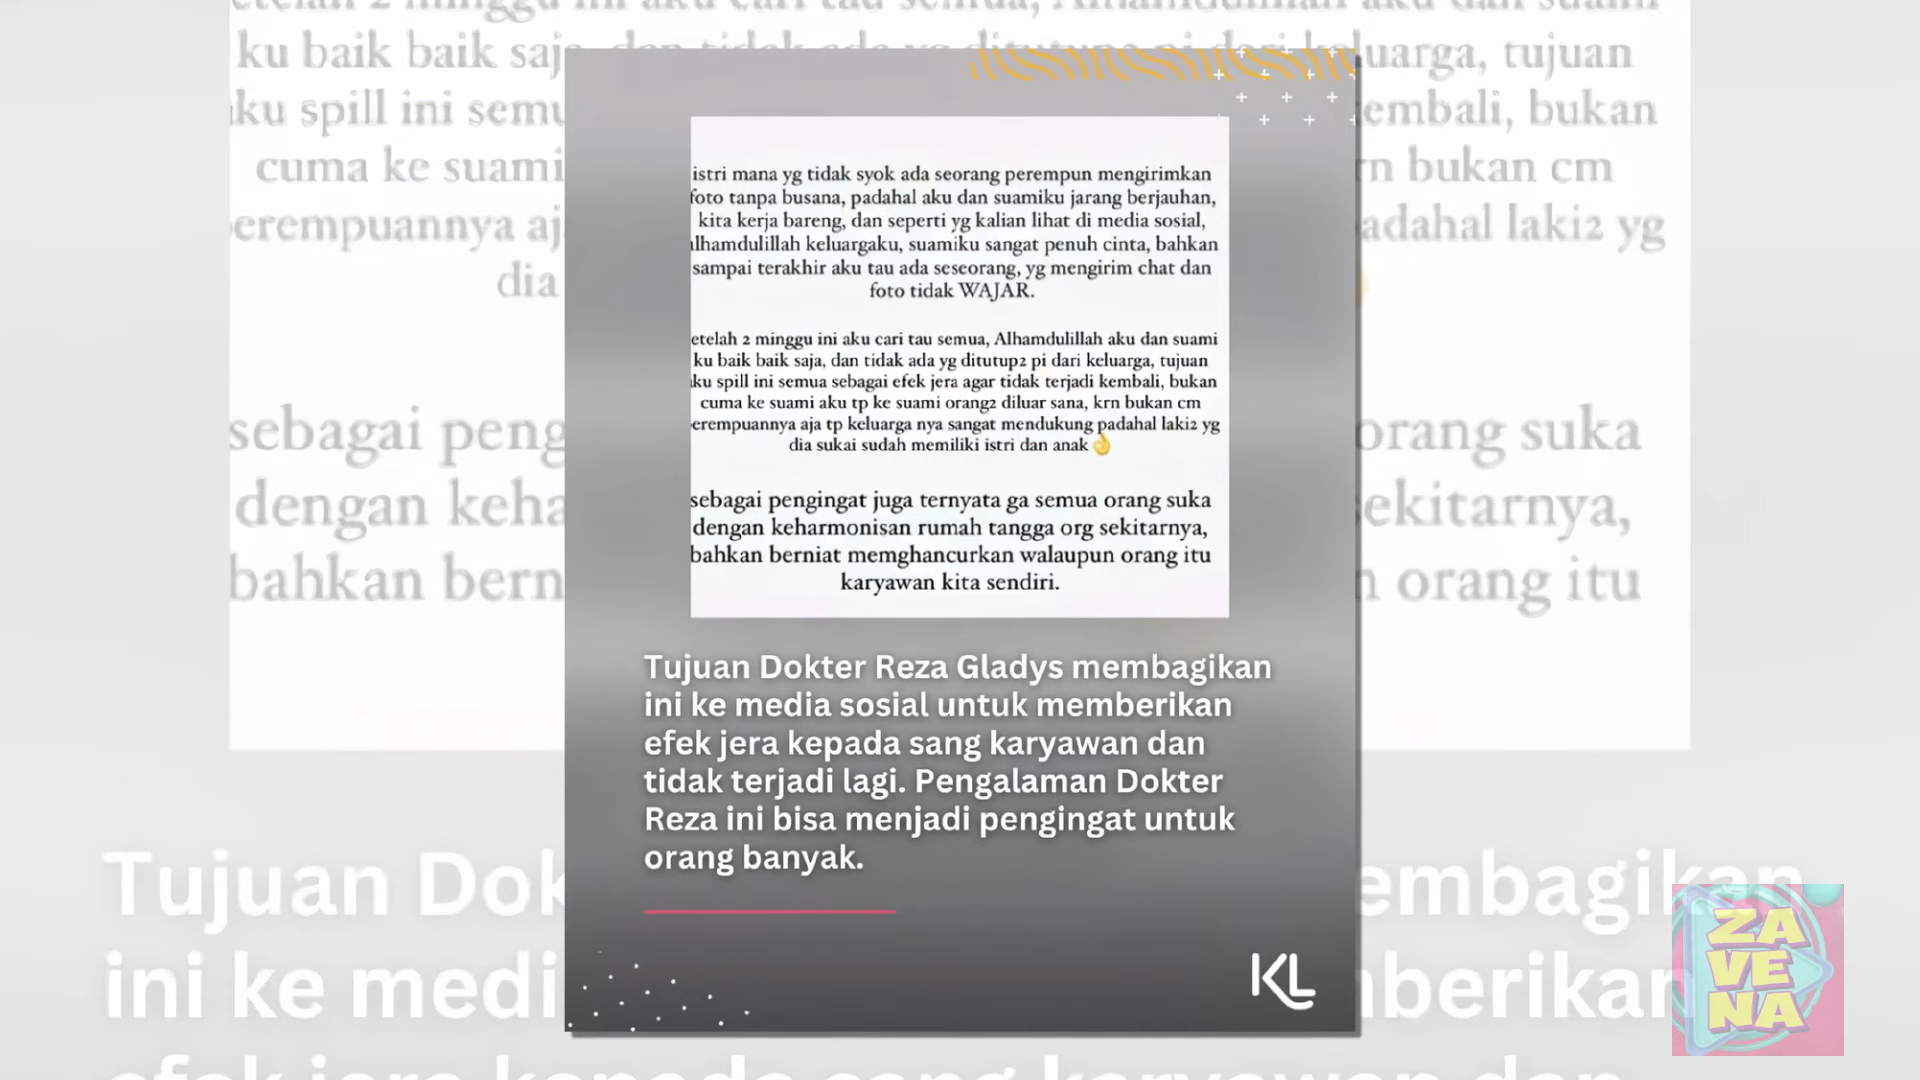 istri mana yg tidak syok ada seorang perempun mengirimkan
foto tanpa busana, padahal aku dan suamiku jarang berjauhan,
kita kerja bareng, dan seperti yg kalian lihat di media sosial,
alhamdulillah keluargaku, suamiku sangat penuh cinta, bahkan
sampai terakhir aku tau ada seseorang, yg mengirim chat dan
foto tidak WAJAR.
etelah 2 minggu ini aku cari tau semua, Alhamdulillah aku dan suami
ku baik baik saja, dan tidak ada yg ditutup2 pi dari keluarga, tujuan
aku spill ini semua sebagai efek jera agar tidak terjadi kembali, bukan
cuma ke suami aku tp ke suami orang2 diluar sana, krn bukan cm
perempuannya aja tp keluarga nya sangat mendukung padahal laki2 yg
dia sukai sudah memiliki istri dan anak 👌
sebagai pengingat juga ternyata ga semua orang suka
dengan keharmonisan rumah tangga org sekitarnya,
bahkan berniat memghancurkan walaupun orang itu
karyawan kita sendiri.
Tujuan Dokter Reza Gladys membagikan
ini ke media sosial untuk memberikan
efek jera kepada sang karyawan dan
tidak terjadi lagi. Pengalaman Dokter
Reza ini bisa menjadi pengingat untuk
orang banyak.
KL
ZA
VE
NA